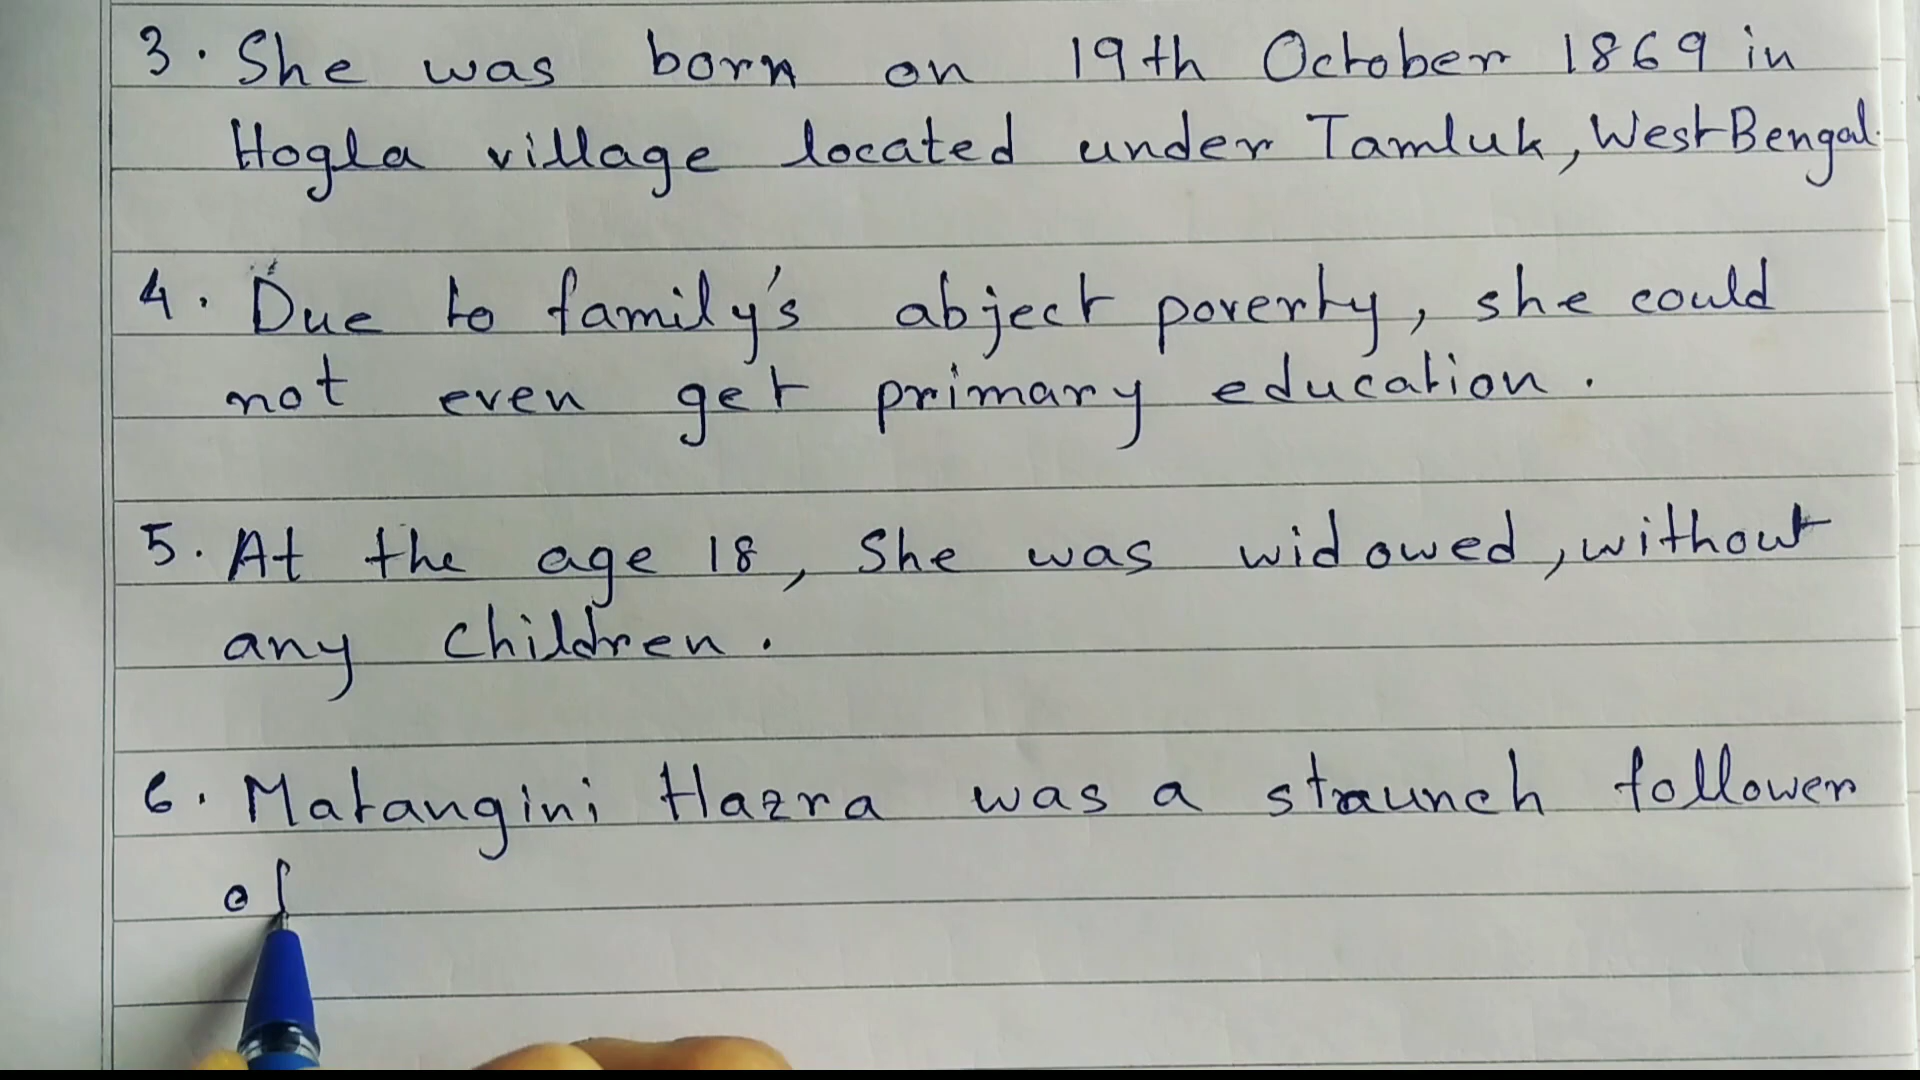 3. She was born on 19th October 1869 in
Hogla village located under Tamluk, West Bengal.
4. Due to family's abject poverty, she could
not even get primary education.
5. At the age 18, She was widowed, without
any children.
6. Matangini Hazra was a staunch follower
of